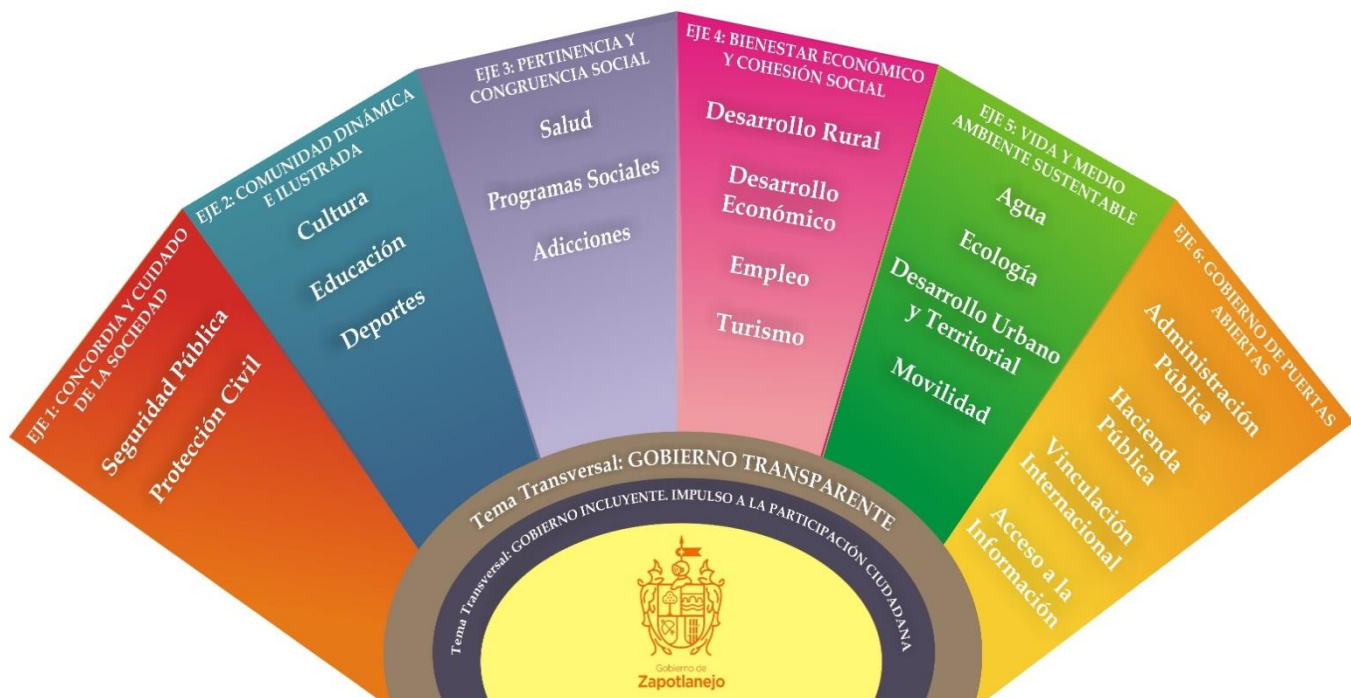 EJE 1: CONCORDIA Y CUIDADO
DE LA SOCIEDAD
Seguridad Pública
Protección Civil
EJE 2: COMUNIDAD DINÁMICA
E ILUSTRADA
Cultura
Educación
Deportes
EJE 3: PERTINENCIA Y
CONGRUENCIA SOCIAL
Salud
Programas Sociales
Adicciones
EJE 4: BIENESTAR ECONÓMICO
Y COHESIÓN SOCIAL
Desarrollo Rural
Desarrollo
Económico
Empleo
Turismo
EJE 5: VIDA Y MEDIO
AMBIENTE SUSTENTABLE
Agua
Ecología
Desarrollo Urbano
y Territorial
Movilidad
EJE 6: GOBIERNO DE PUERTAS
ABIERTAS
Administración
Pública
Hacienda
Pública
Vinculación
Internacional
Acceso a la
Información
Tema Transversal: GOBIERNO TRANSPARENTE
Tema Transversal: GOBIERNO INCLUYENTE. IMPULSO A LA PARTICIPACIÓN CIUDADANA
Gobierno de
Zapotlanejo